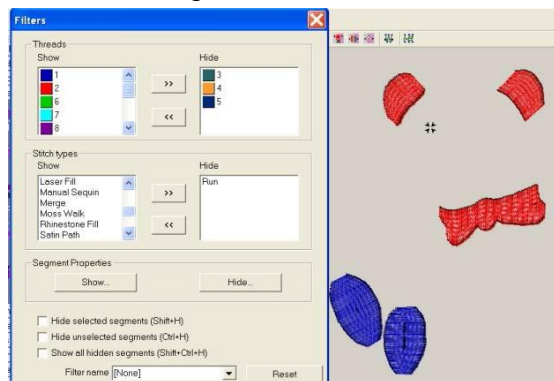 Filters
Threads
Show
Hide
1
2
6
7
8
>>
<<
3
4
5
Stitch types
Show
Hide
Laser Fill
Manual Sequin
Merge
Moss Walk
Rhinestone Fill
Satin Path
>>
<<
Run
Segment Properties
Show...
Hide...
Hide selected segments (Shift+H)
Hide unselected segments (Ctrl+H)
Show all hidden segments (Shift+Ctrl+H)
Filter name [None]
Reset